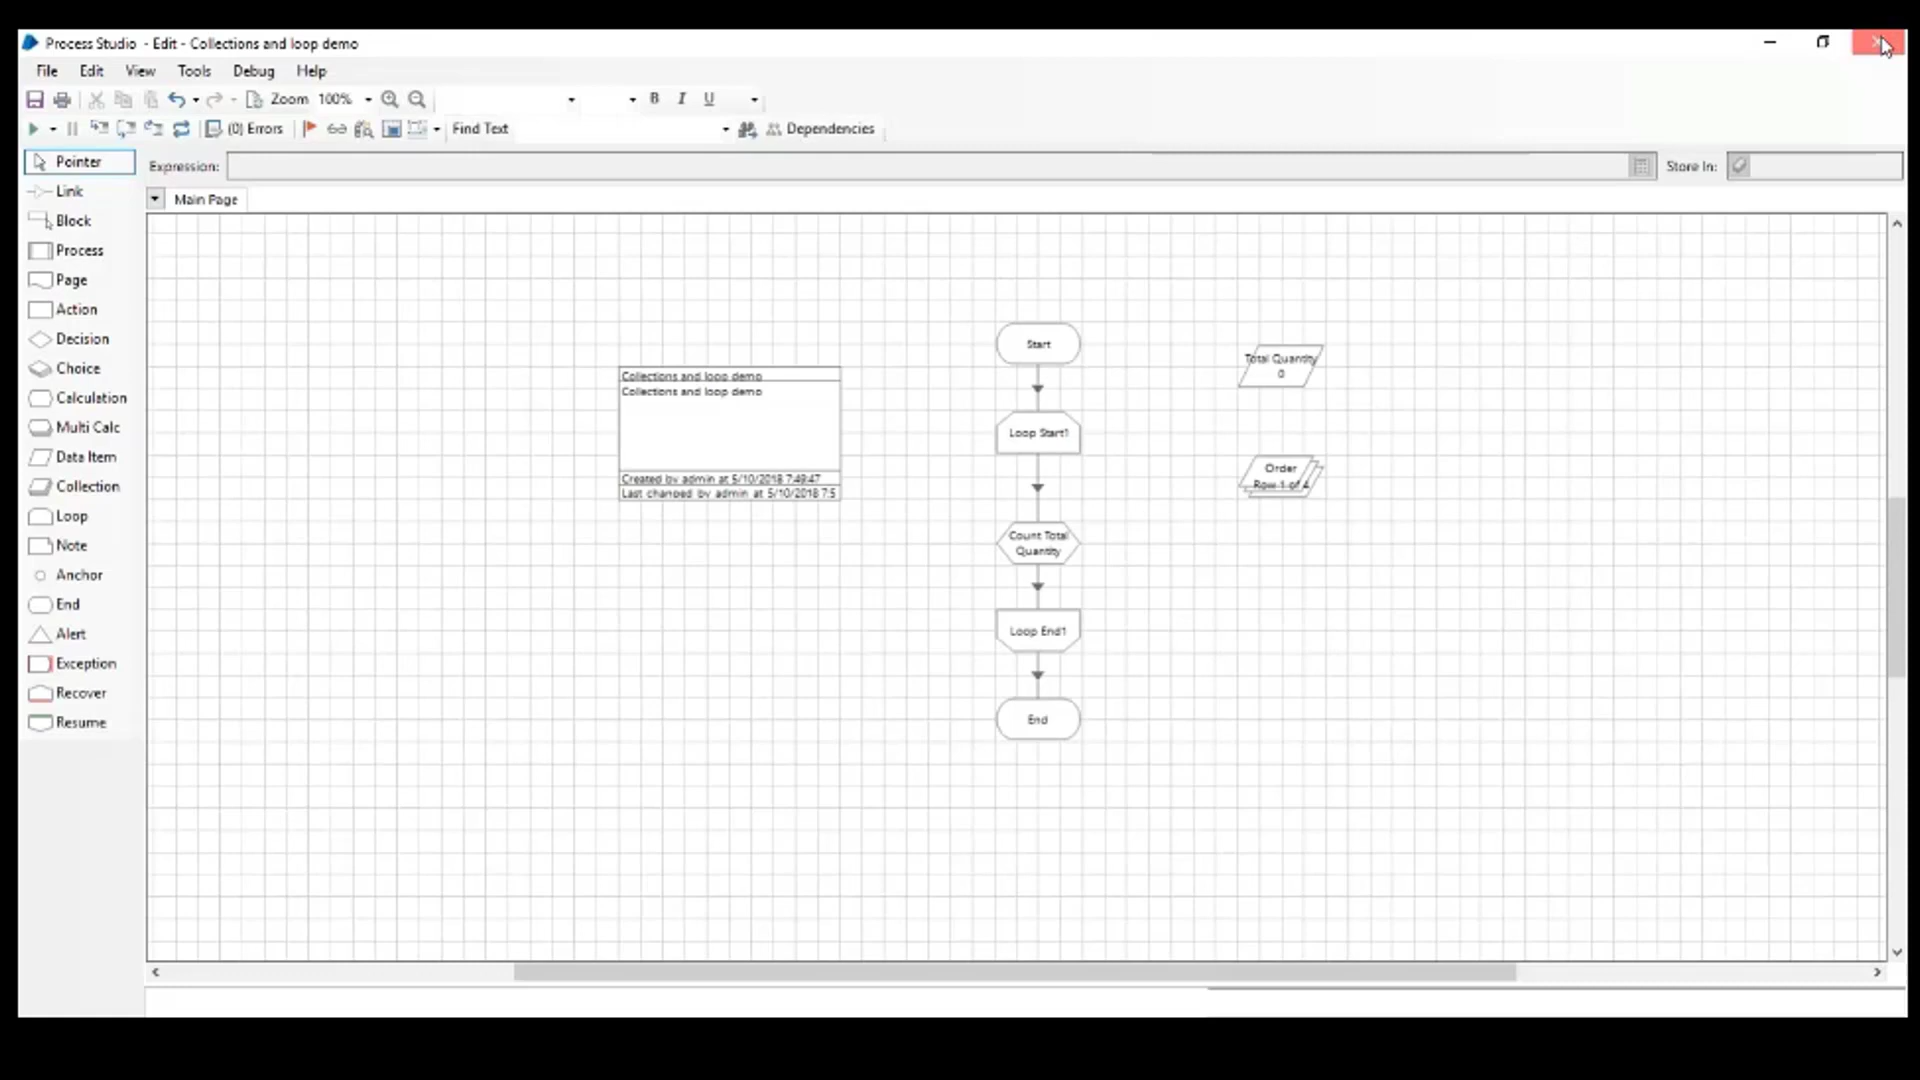 Process Studio - Edit - Collections and loop demo
File Edit View Tools Debug Help
Zoom 100% B I U
(0) Errors Find Text Dependencies
Pointer
Expression: Store In:
Link
Main Page
Block
Process
Page
Action
Decision
Choice
Calculation
Multi Calc
Data Item
Collection
Loop
Note
Anchor
End
Alert
Exception
Recover
Resume
Collections and loop demo
Collections and loop demo
Created by admin at 5/10/2018 7:49:47
Last changed by admin at 5/10/2018 7:5
Start
Loop Start1
Count Total
Quantity
Loop End1
End
Total Quantity
0
Order
Row 1 of 4